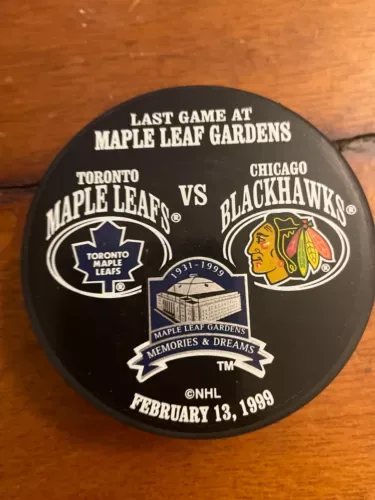 LAST GAME AT
MAPLE LEAF GARDENS
TORONTO
MAPLE LEAFS®
VS
CHICAGO
BLACKHAWKS®
TORONTO
MAPLE
LEAFS
®
®
1931-1999
MAPLE LEAF GARDENS
MEMORIES & DREAMS
TM
©NHL
FEBRUARY 13, 1999